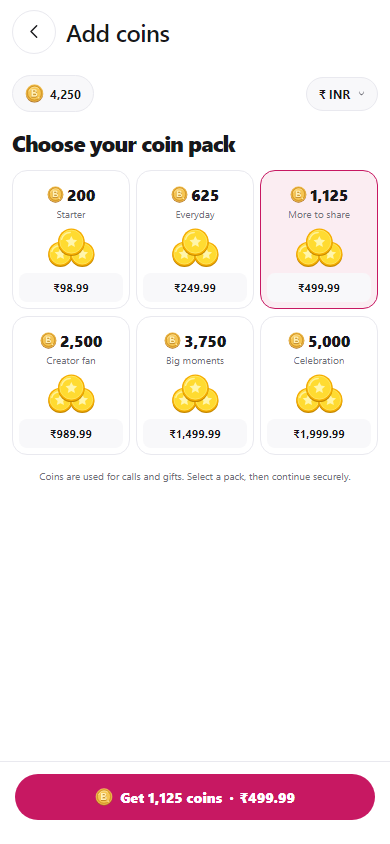 Add coins
4,250
₹ INR
Choose your coin pack
200
Starter
₹98.99
625
Everyday
₹249.99
1,125
More to share
₹499.99
2,500
Creator fan
₹989.99
3,750
Big moments
₹1,499.99
5,000
Celebration
₹1,999.99
Coins are used for calls and gifts. Select a pack, then continue securely.
Get 1,125 coins · ₹499.99